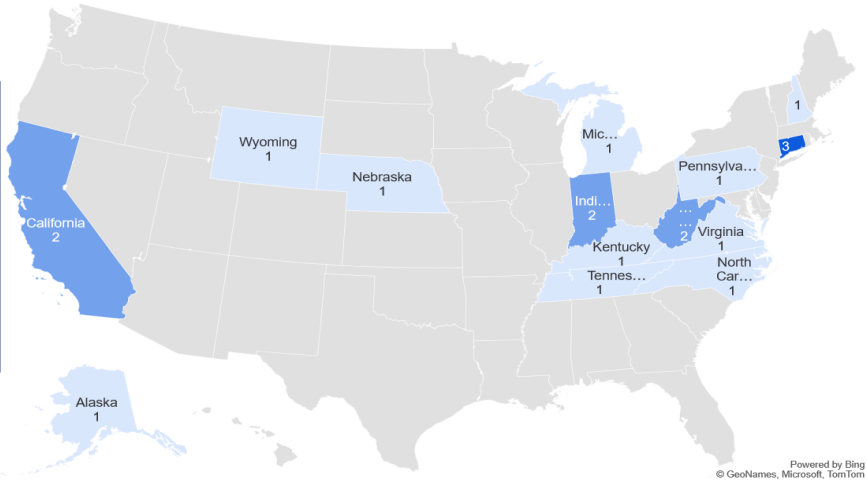 1
Mic…
1
3
Wyoming
1
Pennsylva…
1
Nebraska
1
Indi…
2
California
2
…
…
2
Virginia
1
Kentucky
1
North
Car…
1
Tennes…
1
Alaska
1
Powered by Bing
© GeoNames, Microsoft, TomTom